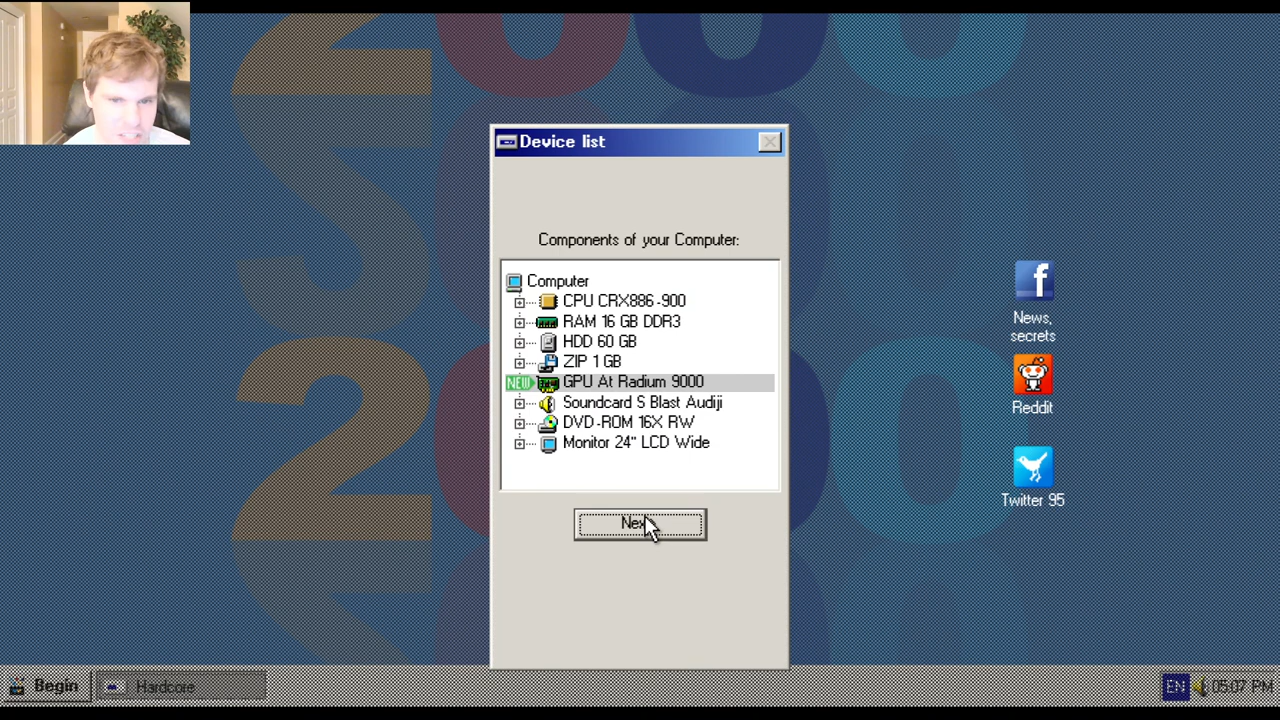 2000
Device list
Components of your Computer:
Computer
CPU CRX886-900
RAM 16 GB DDR3
HDD 60 GB
ZIP 1 GB
NEW GPU At Radium 9000
Soundcard S Blast Audiji
DVD-ROM 16X RW
Monitor 24" LCD Wide
f
News,
secrets
Reddit
Twitter 95
Begin
Hardcore
EN 05:07 PM